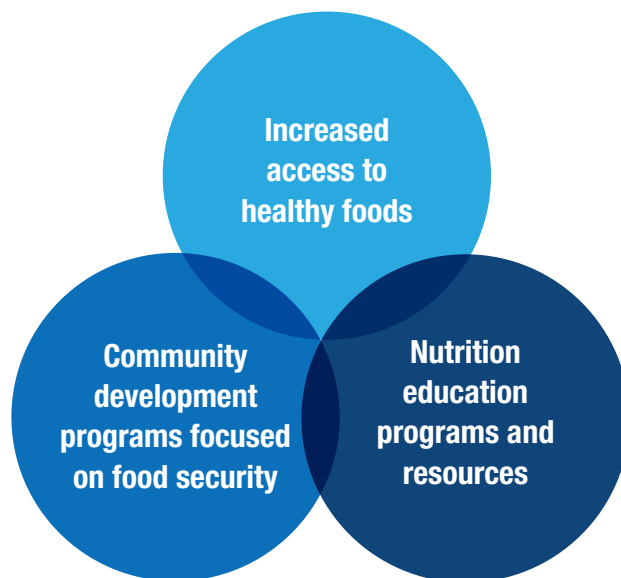 Increased
access to
healthy foods
Community
development
programs focused
on food security
Nutrition
education
programs and
resources